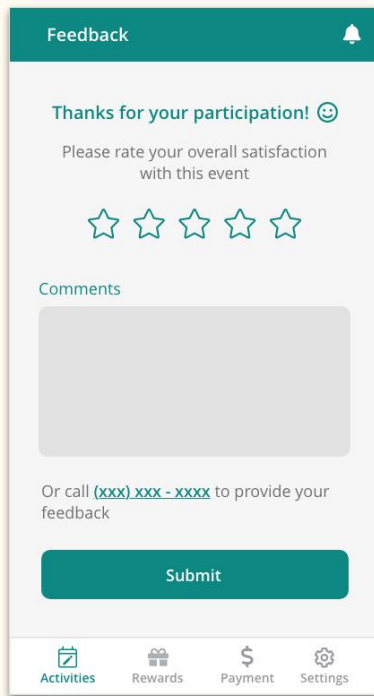 Feedback
Thanks for your participation!
Please rate your overall satisfaction
with this event
Comments
Or call (xxx) xxx - xxxx to provide your
feedback
Submit
Activities Rewards Payment Settings